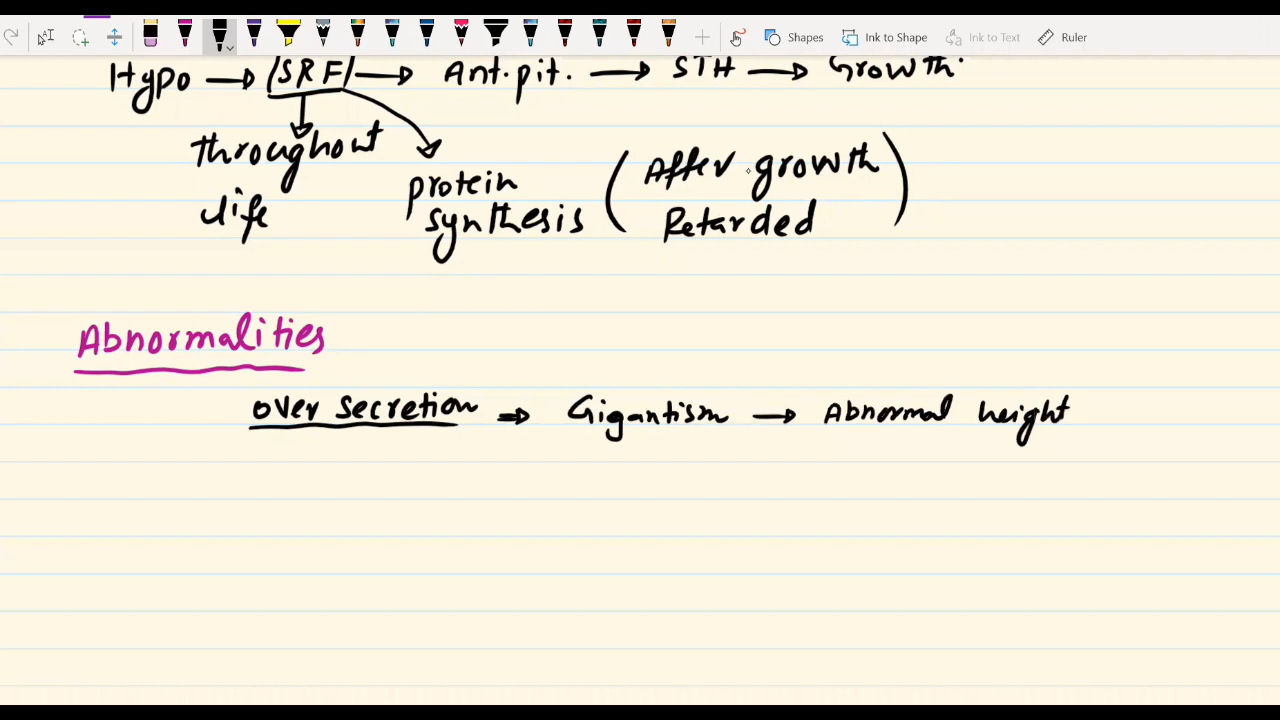 Shapes Ink to Shape Ink to Text Ruler
Hypo → SRF → Ant. pit. → STH → Growth.
throughout
life
protein
synthesis
(After growth
Retarded)
Abnormalities
over secretion ⇒ Gigantism → Abnormal height